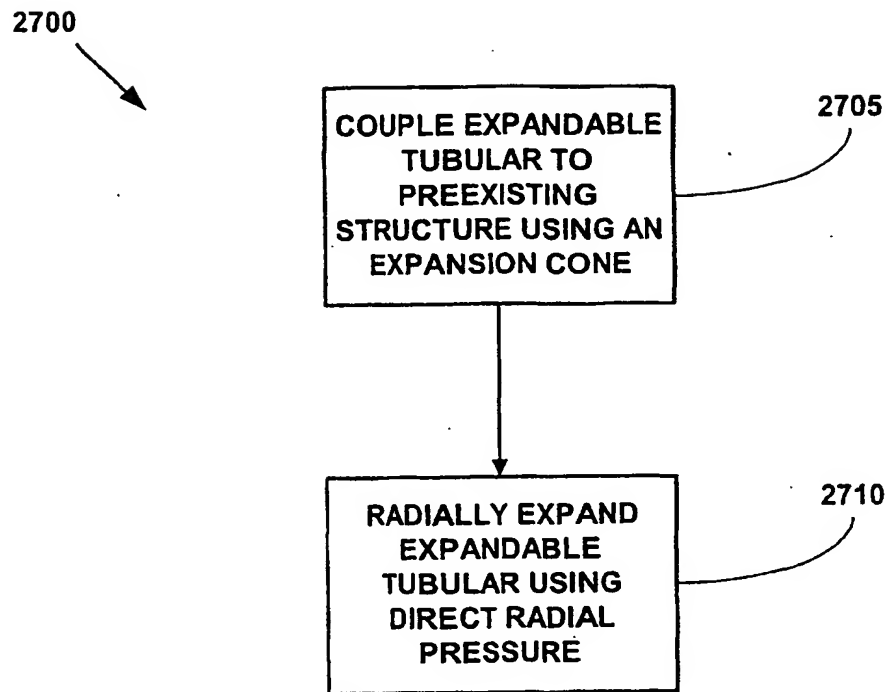 2700
COUPLE EXPANDABLE
TUBULAR TO
PREEXISTING
STRUCTURE USING AN
EXPANSION CONE
2705
RADIALLY EXPAND
EXPANDABLE
TUBULAR USING
DIRECT RADIAL
PRESSURE
2710